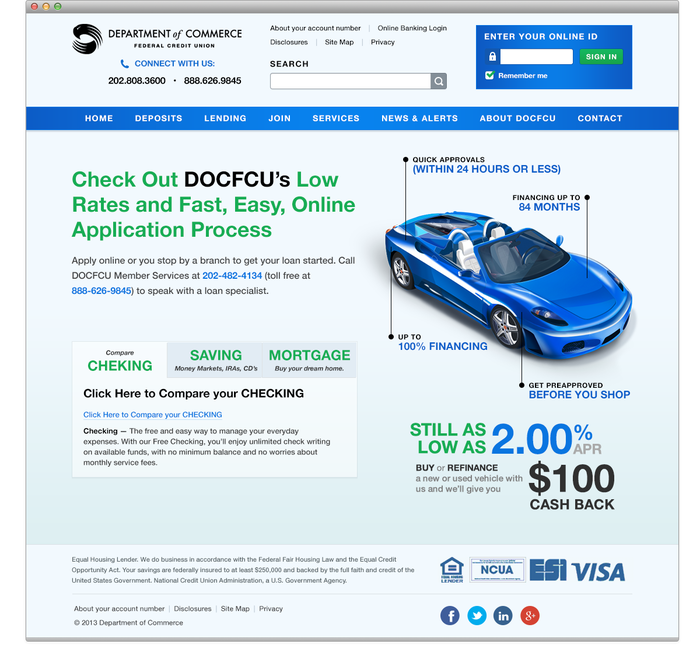 DEPARTMENT of COMMERCE
FEDERAL CREDIT UNION
CONNECT WITH US:
202.808.3600 · 888.626.9845
About your account number | Online Banking Login
Disclosures | Site Map | Privacy
SEARCH
ENTER YOUR ONLINE ID
SIGN IN
Remember me
HOME DEPOSITS LENDING JOIN SERVICES NEWS & ALERTS ABOUT DOCFCU CONTACT
Check Out DOCFCU's Low
Rates and Fast, Easy, Online
Application Process
Apply online or you stop by a branch to get your loan started. Call
DOCFCU Member Services at 202-482-4134 (toll free at
888-626-9845) to speak with a loan specialist.
QUICK APPROVALS
(WITHIN 24 HOURS OR LESS)
FINANCING UP TO
84 MONTHS
UP TO
100% FINANCING
GET PREAPPROVED
BEFORE YOU SHOP
Compare
CHEKING
SAVING
Money Markets, IRAs, CD's
MORTGAGE
Buy your dream home.
Click Here to Compare your CHECKING
Click Here to Compare your CHECKING
Checking — The free and easy way to manage your everyday
expenses. With our Free Checking, you'll enjoy unlimited check writing
on available funds, with no minimum balance and no worries about
monthly service fees.
STILL AS
LOW AS 2.00% APR
BUY or REFINANCE
a new or used vehicle with
us and we'll give you
$100
CASH BACK
Equal Housing Lender. We do business in accordance with the Federal Fair Housing Law and the Equal Credit
Opportunity Act. Your savings are federally insured to at least $250,000 and backed by the full faith and credit of the
United States Government. National Credit Union Administration, a U.S. Government Agency.
EQUAL HOUSING
LENDER
NCUA
ESI
VISA
About your account number | Disclosures | Site Map | Privacy
© 2013 Department of Commerce
f
in
g+